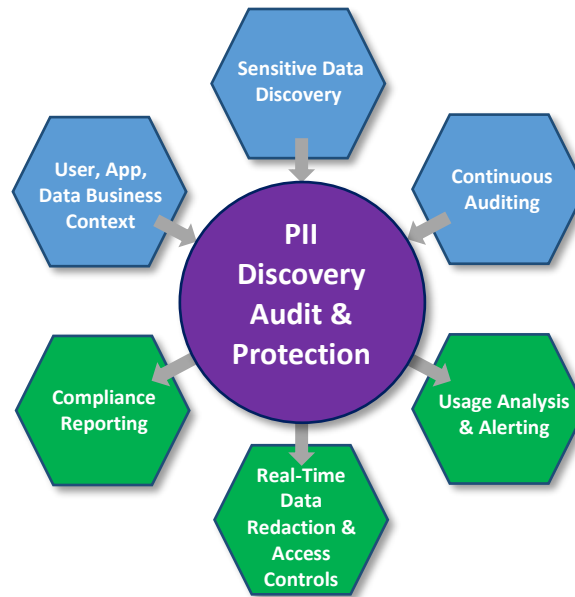 Sensitive Data
Discovery
User, App,
Data Business
Context
Continuous
Auditing
PII
Discovery
Audit &
Protection
Compliance
Reporting
Usage Analysis
& Alerting
Real-Time
Data
Redaction &
Access
Controls